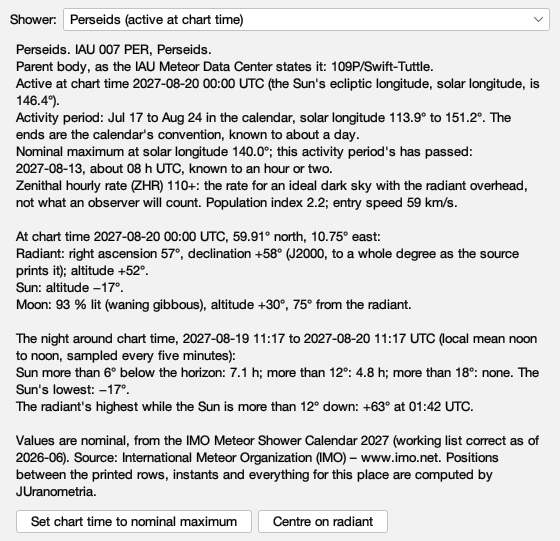 Shower: Perseids (active at chart time)
Perseids. IAU 007 PER, Perseids.
Parent body, as the IAU Meteor Data Center states it: 109P/Swift-Tuttle.
Active at chart time 2027-08-20 00:00 UTC (the Sun's ecliptic longitude, solar longitude, is
146.4°).
Activity period: Jul 17 to Aug 24 in the calendar, solar longitude 113.9° to 151.2°. The
ends are the calendar's convention, known to about a day.
Nominal maximum at solar longitude 140.0°; this activity period's has passed:
2027-08-13, about 08 h UTC, known to an hour or two.
Zenithal hourly rate (ZHR) 110+: the rate for an ideal dark sky with the radiant overhead,
not what an observer will count. Population index 2.2; entry speed 59 km/s.
At chart time 2027-08-20 00:00 UTC, 59.91° north, 10.75° east:
Radiant: right ascension 57°, declination +58° (J2000, to a whole degree as the source
prints it); altitude +52°.
Sun: altitude −17°.
Moon: 93 % lit (waning gibbous), altitude +30°, 75° from the radiant.
The night around chart time, 2027-08-19 11:17 to 2027-08-20 11:17 UTC (local mean noon
to noon, sampled every five minutes):
Sun more than 6° below the horizon: 7.1 h; more than 12°: 4.8 h; more than 18°: none. The
Sun's lowest: −17°.
The radiant's highest while the Sun is more than 12° down: +63° at 01:42 UTC.
Values are nominal, from the IMO Meteor Shower Calendar 2027 (working list correct as of
2026-06). Source: International Meteor Organization (IMO) – www.imo.net. Positions
between the printed rows, instants and everything for this place are computed by
JUranometria.
Set chart time to nominal maximum Centre on radiant